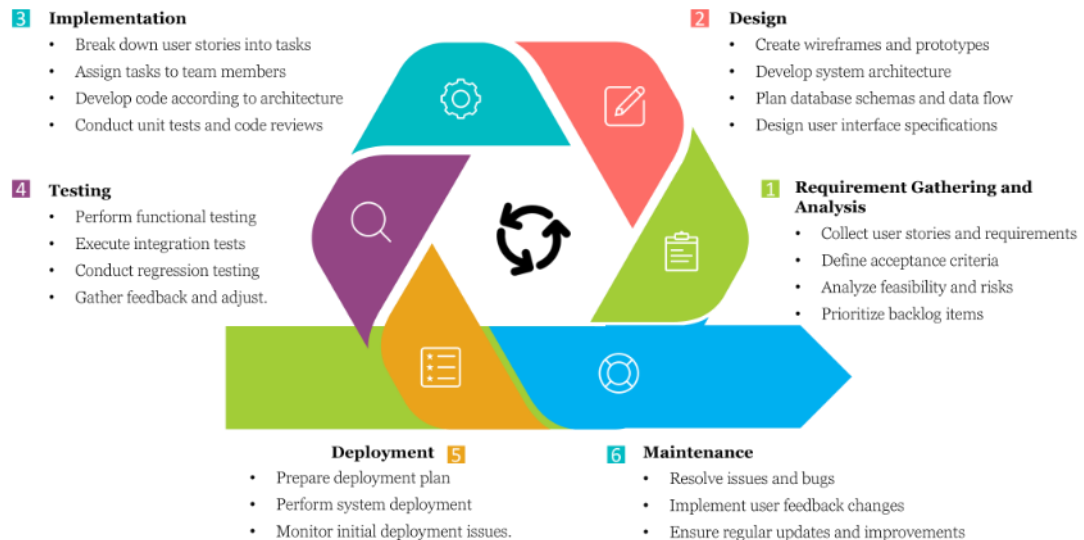 3 Implementation
• Break down user stories into tasks
• Assign tasks to team members
• Develop code according to architecture
• Conduct unit tests and code reviews
2 Design
• Create wireframes and prototypes
• Develop system architecture
• Plan database schemas and data flow
• Design user interface specifications
4 Testing
• Perform functional testing
• Execute integration tests
• Conduct regression testing
• Gather feedback and adjust.
1 Requirement Gathering and
Analysis
• Collect user stories and requirements
• Define acceptance criteria
• Analyze feasibility and risks
• Prioritize backlog items
Deployment 5
• Prepare deployment plan
• Perform system deployment
• Monitor initial deployment issues.
6 Maintenance
• Resolve issues and bugs
• Implement user feedback changes
• Ensure regular updates and improvements